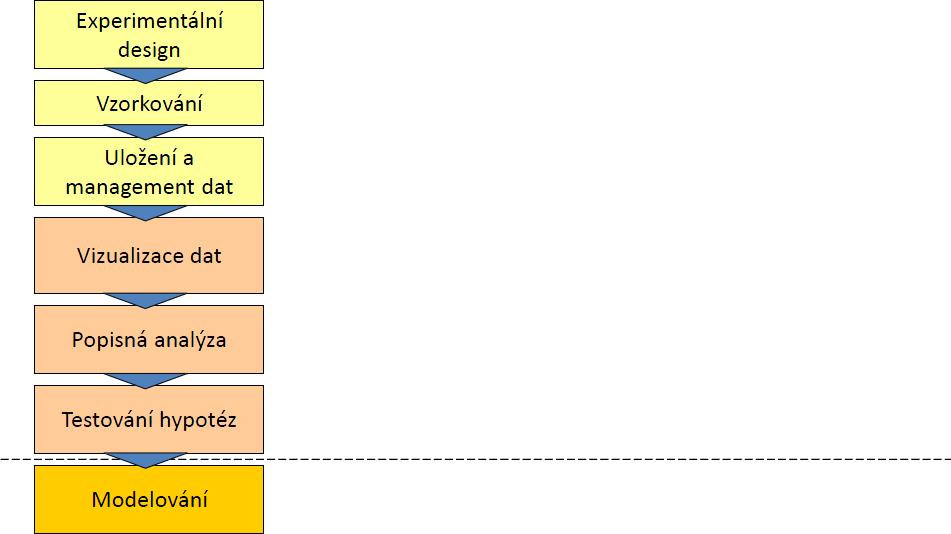 Experimentální
design
Vzorkování
Uložení a
management dat
Vizualizace dat
Popisná analýza
Testování hypotéz
Modelování